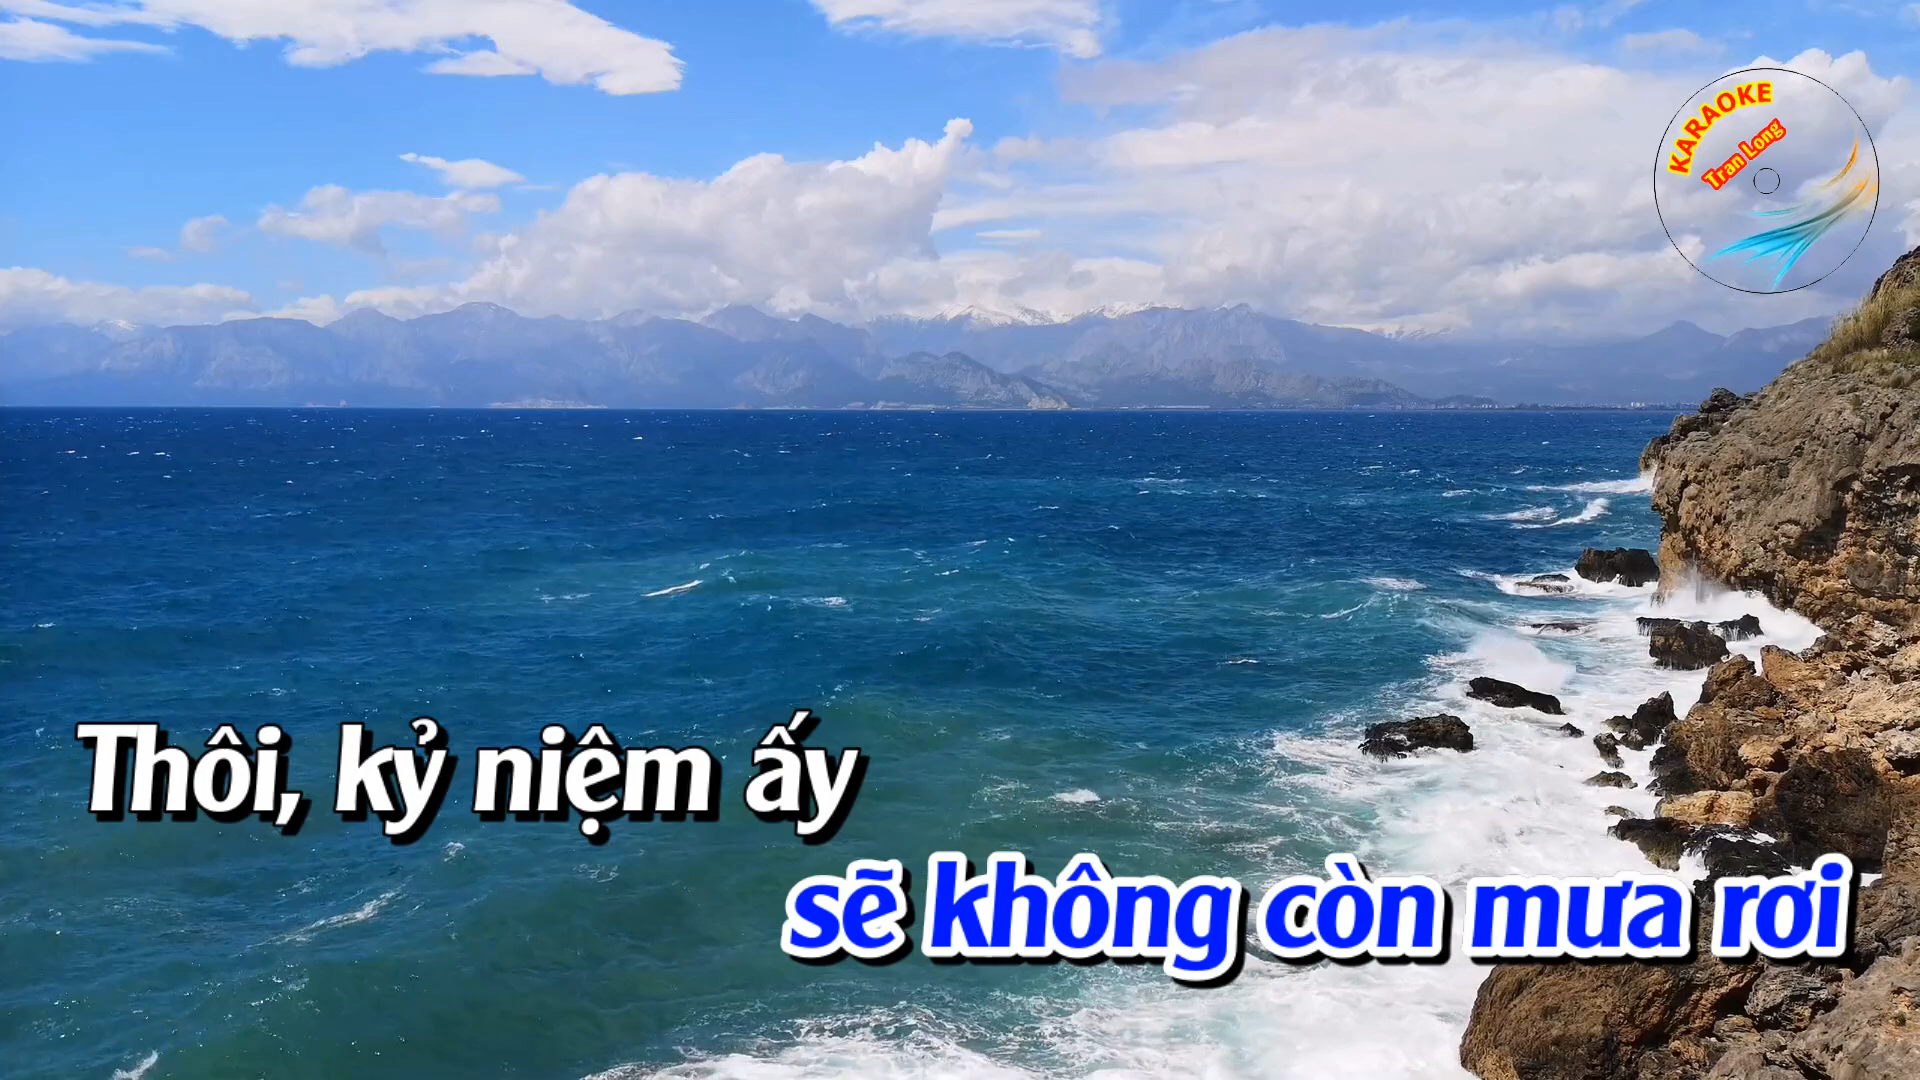 KARAOKE
Tran Long
Thôi, kỷ niệm ấy
sẽ không còn mưa rơi